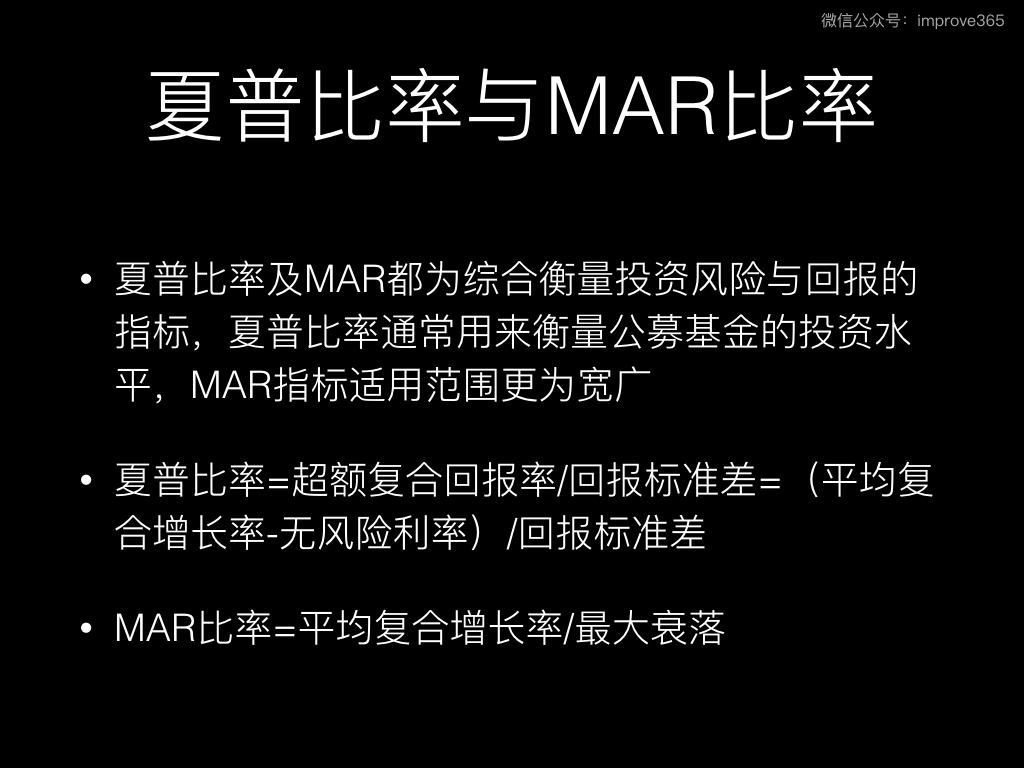 微信公众号：improve365
夏普比率与MAR比率
• 夏普比率及MAR都为综合衡量投资风险与回报的
指标，夏普比率通常用来衡量公募基金的投资水
平，MAR指标适用范围更为宽广
• 夏普比率=超额复合回报率/回报标准差=（平均复
合增长率-无风险利率）/回报标准差
• MAR比率=平均复合增长率/最大衰落